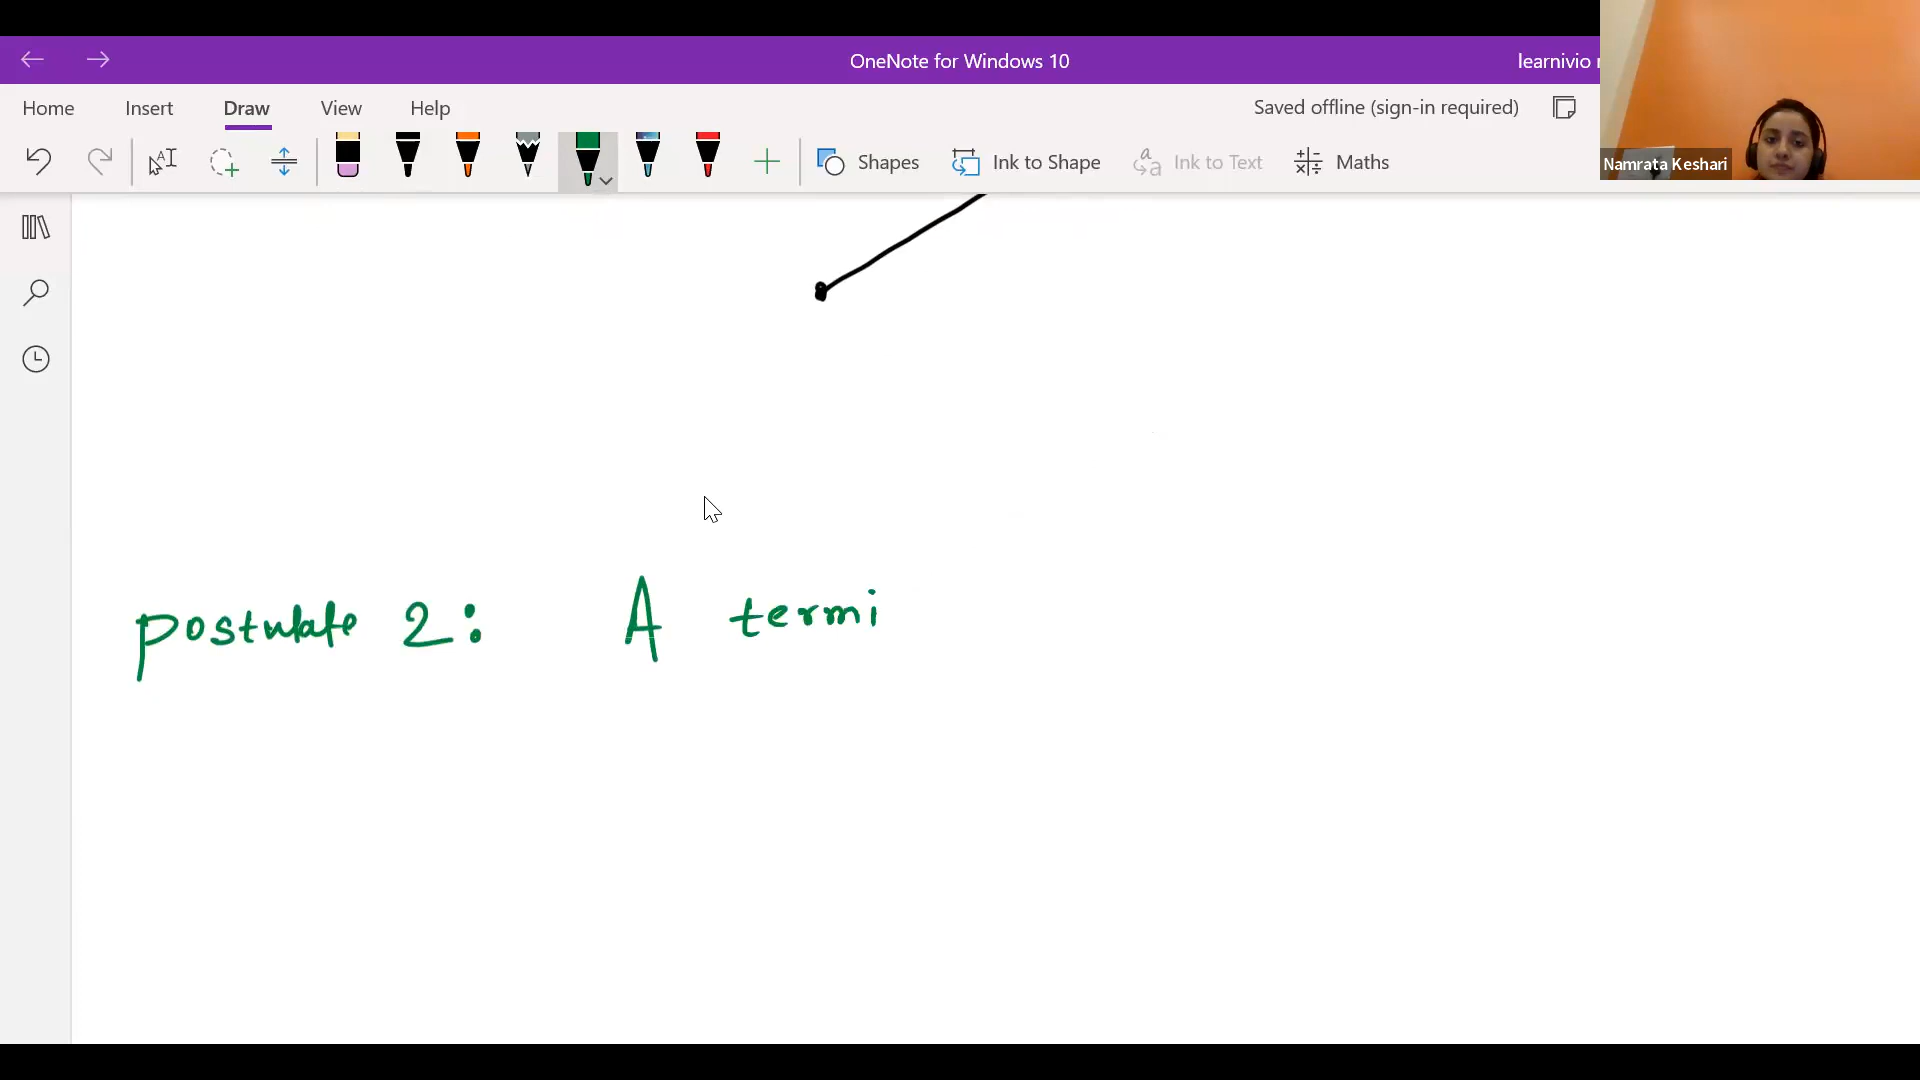 OneNote for Windows 10
learnivio
Home Insert Draw View Help
Saved offline (sign-in required)
Shapes Ink to Shape Ink to Text Maths
Namrata Keshari
postulate 2: A termi